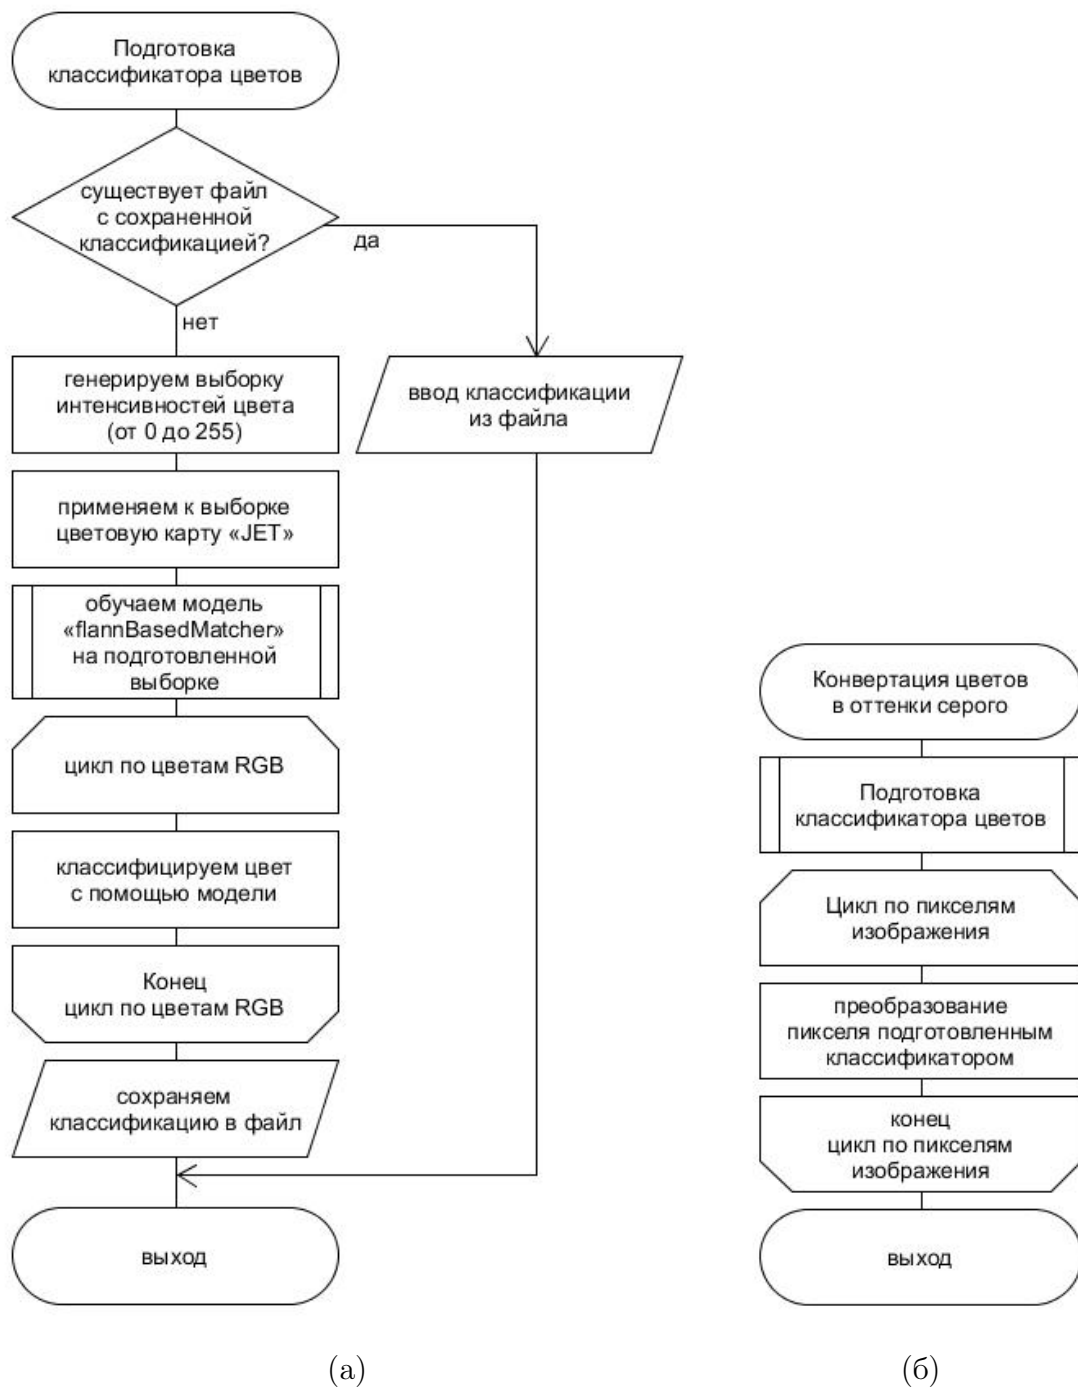 Подготовка
классификатора цветов
существует файл
с сохраненной
классификацией?
да
нет
генерируем выборку
интенсивностей цвета
(от 0 до 255)
ввод классификации
из файла
применяем к выборке
цветовую карту «JET»
обучаем модель
«flannBasedMatcher»
на подготовленной
выборке
цикл по цветам RGB
классифицируем цвет
с помощью модели
Конец
цикл по цветам RGB
сохраняем
классификацию в файл
выход
(а)
Конвертация цветов
в оттенки серого
Подготовка
классификатора цветов
Цикл по пикселям
изображения
преобразование
пикселя подготовленным
классификатором
конец
цикл по пикселям
изображения
выход
(б)